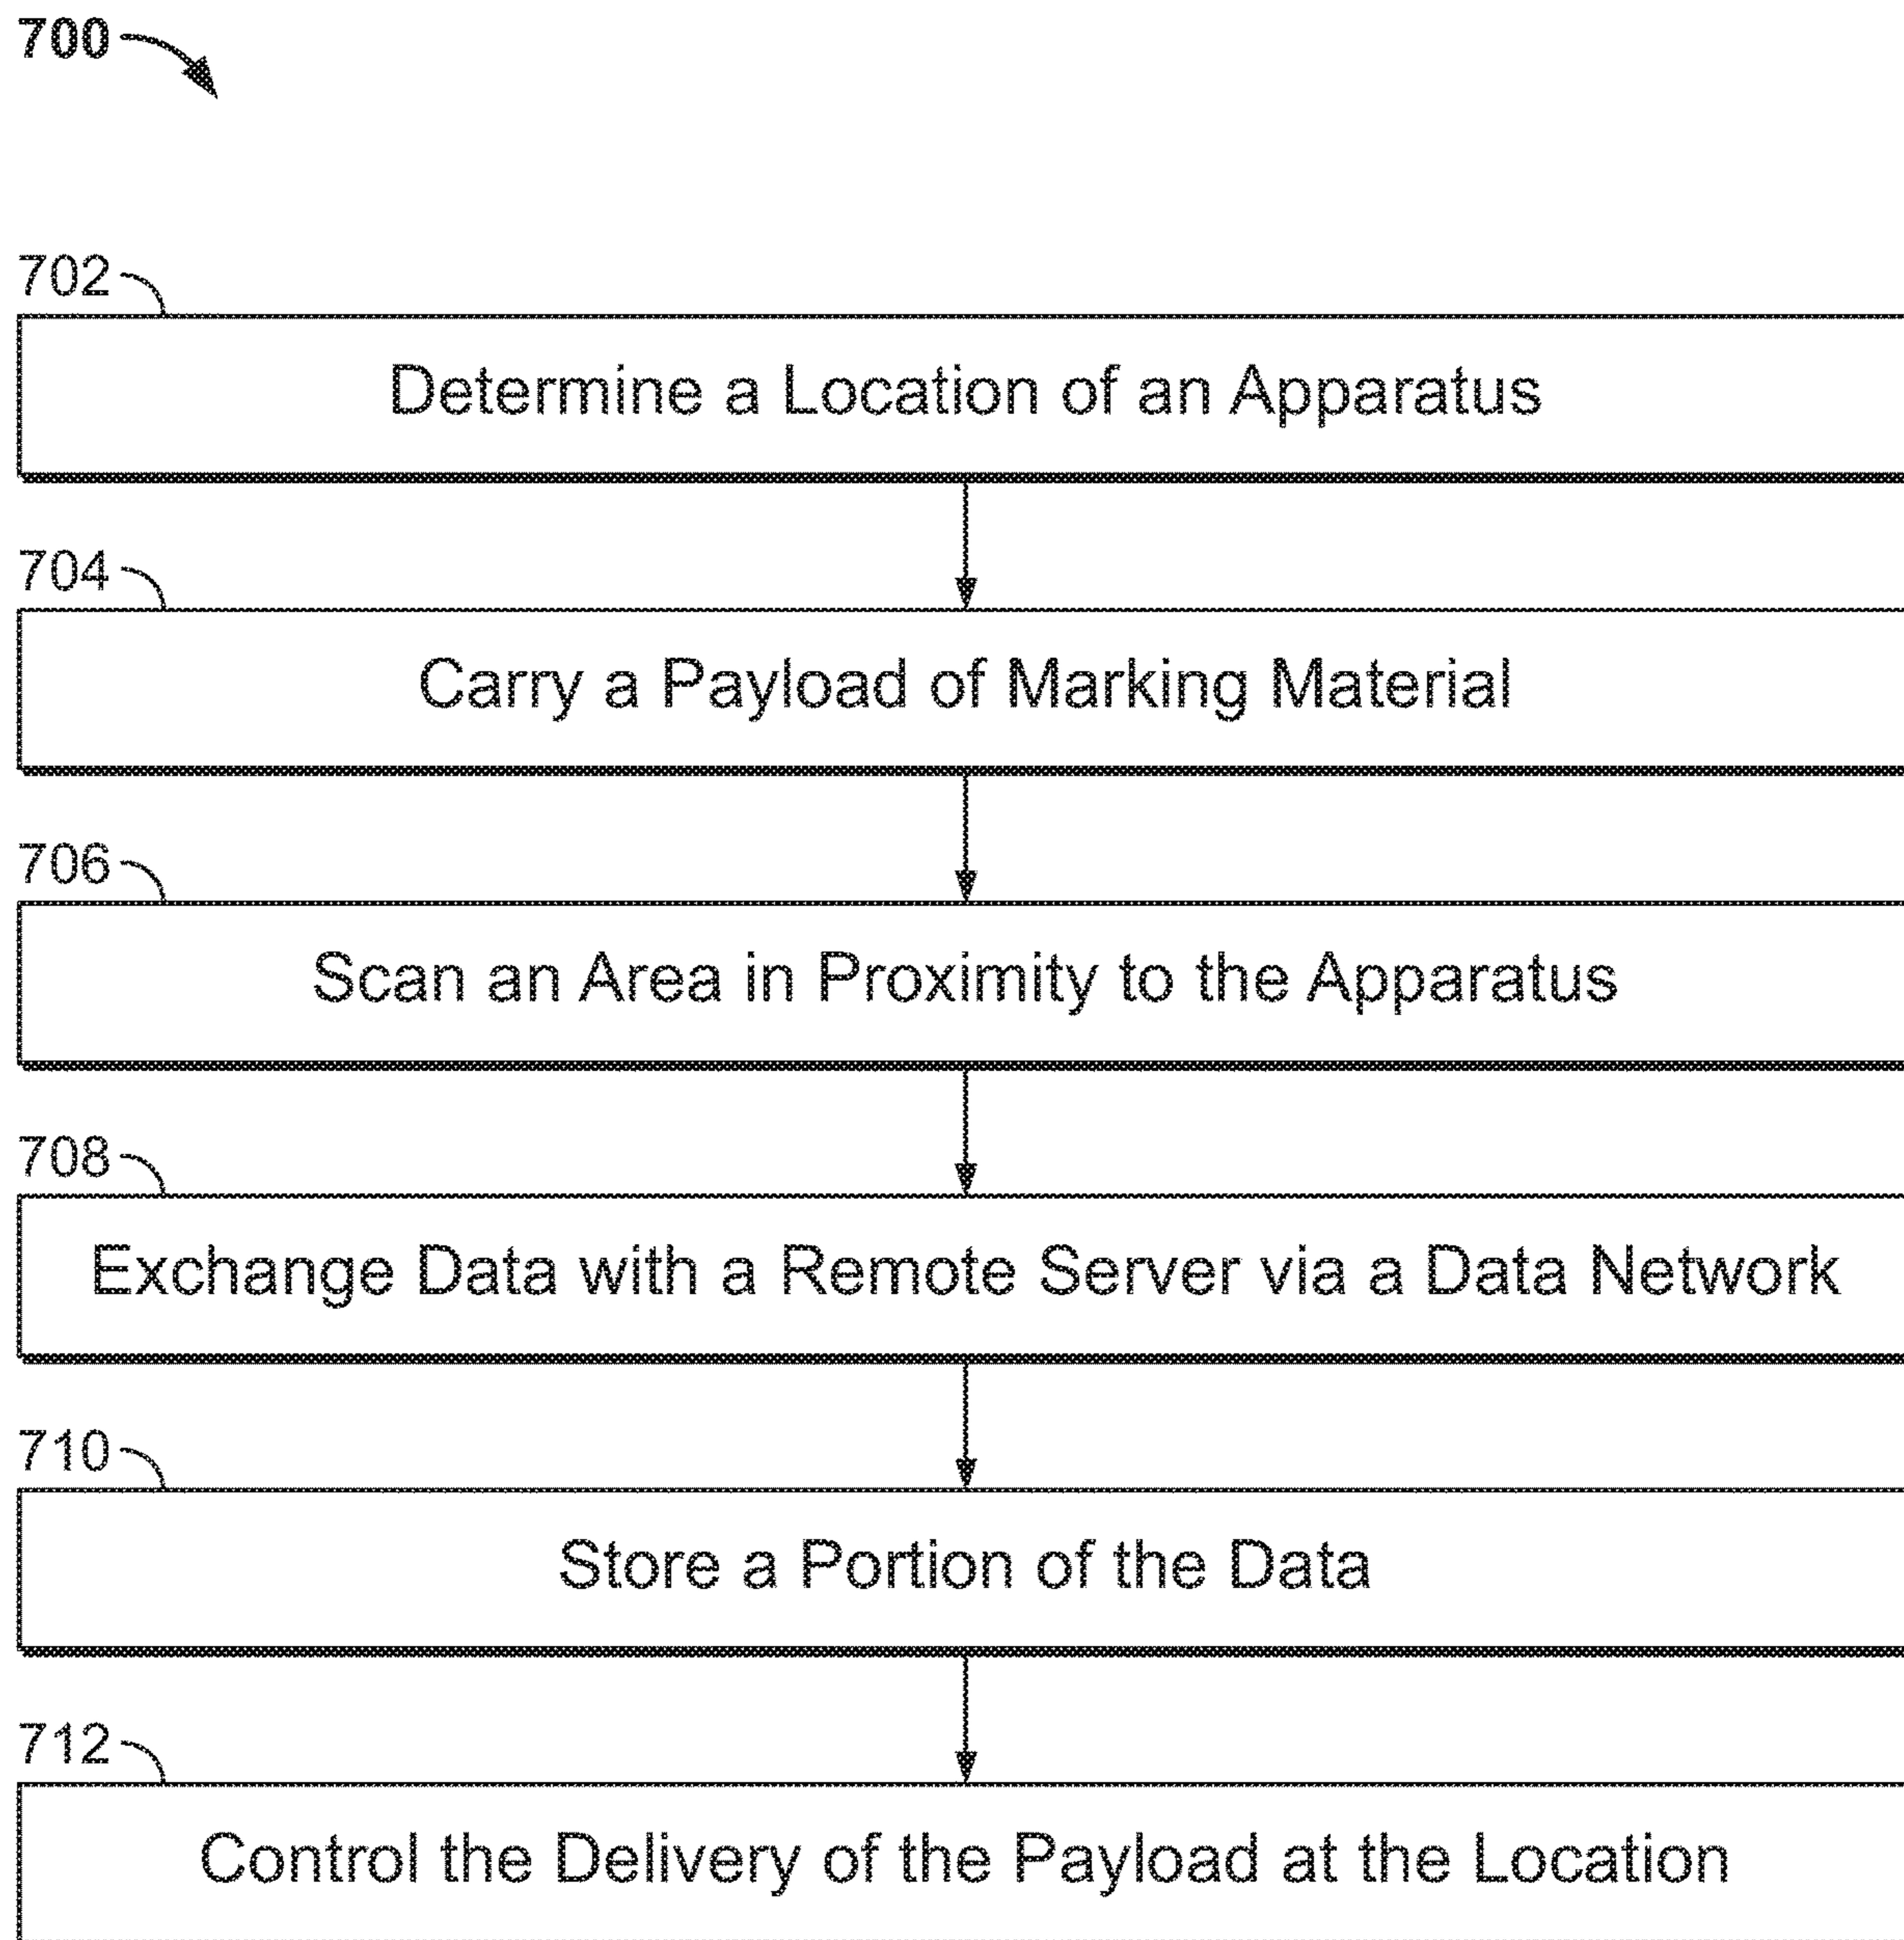 700
702
Determine a Location of an Apparatus
704
Carry a Payload of Marking Material
706
Scan an Area in Proximity to the Apparatus
708
Exchange Data with a Remote Server via a Data Network
710
Store a Portion of the Data
712
Control the Delivery of the Payload at the Location